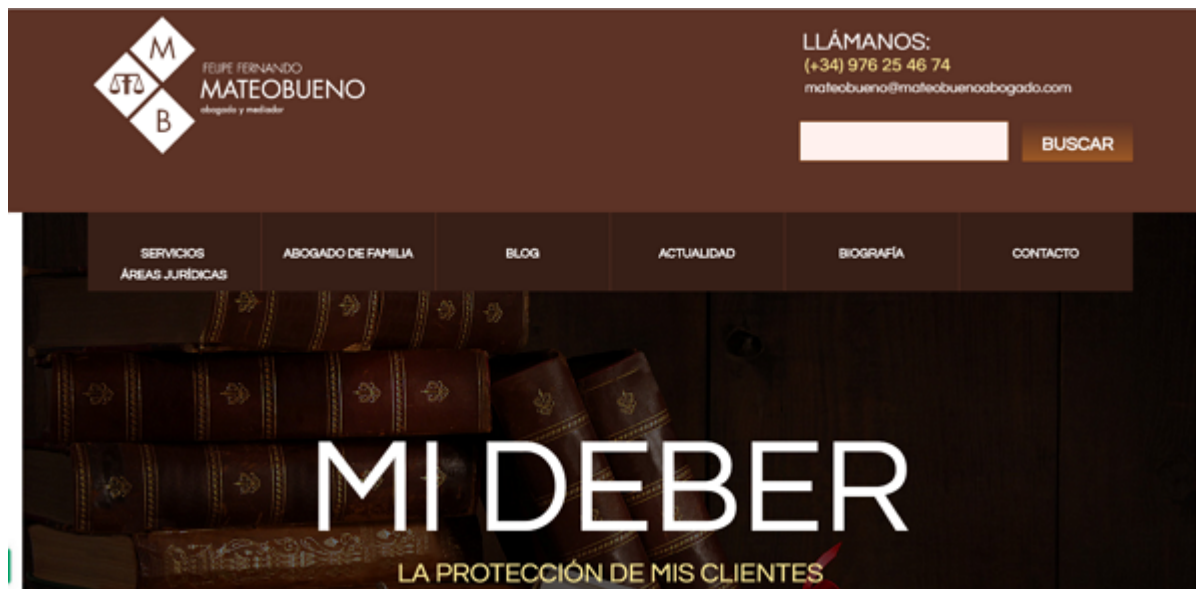 M
B
FELIPE FERNANDO
MATEOBUENO
abogado y mediador
LLÁMANOS:
(+34) 976 25 46 74
mateobueno@mateobuenoabogado.com
BUSCAR
SERVICIOS
ÁREAS JURÍDICAS
ABOGADO DE FAMILIA
BLOG
ACTUALIDAD
BIOGRAFÍA
CONTACTO
MI DEBER
LA PROTECCIÓN DE MIS CLIENTES